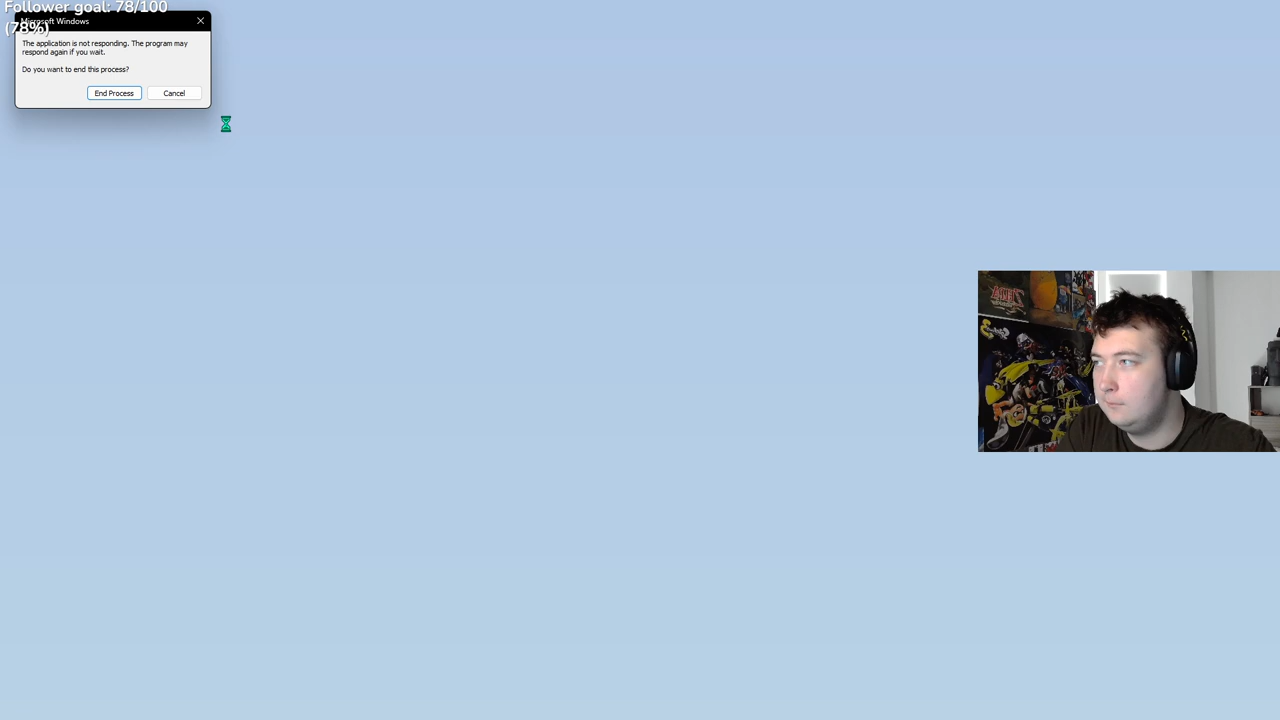 Follower goal: 78/100
(78%)
Microsoft Windows
The application is not responding. The program may
respond again if you wait.
Do you want to end this process?
End Process
Cancel